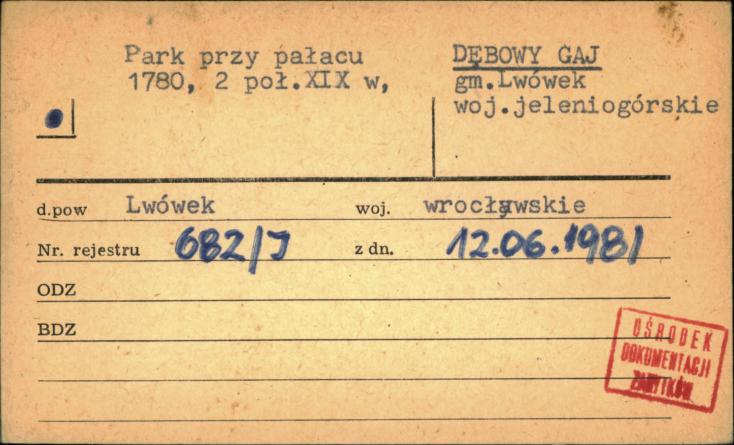 Park przy pałacu
1780, 2 poł.XIX w,
DĘBOWY GAJ
gm.Lwówek
woj.jeleniogórskie
d.pow Lwówek woj. wrocławskie
Nr. rejestru 682/J z dn. 12.06.1981
ODZ
BDZ
OŚRODEK
DOKUMENTACJI
ZABYTKÓW